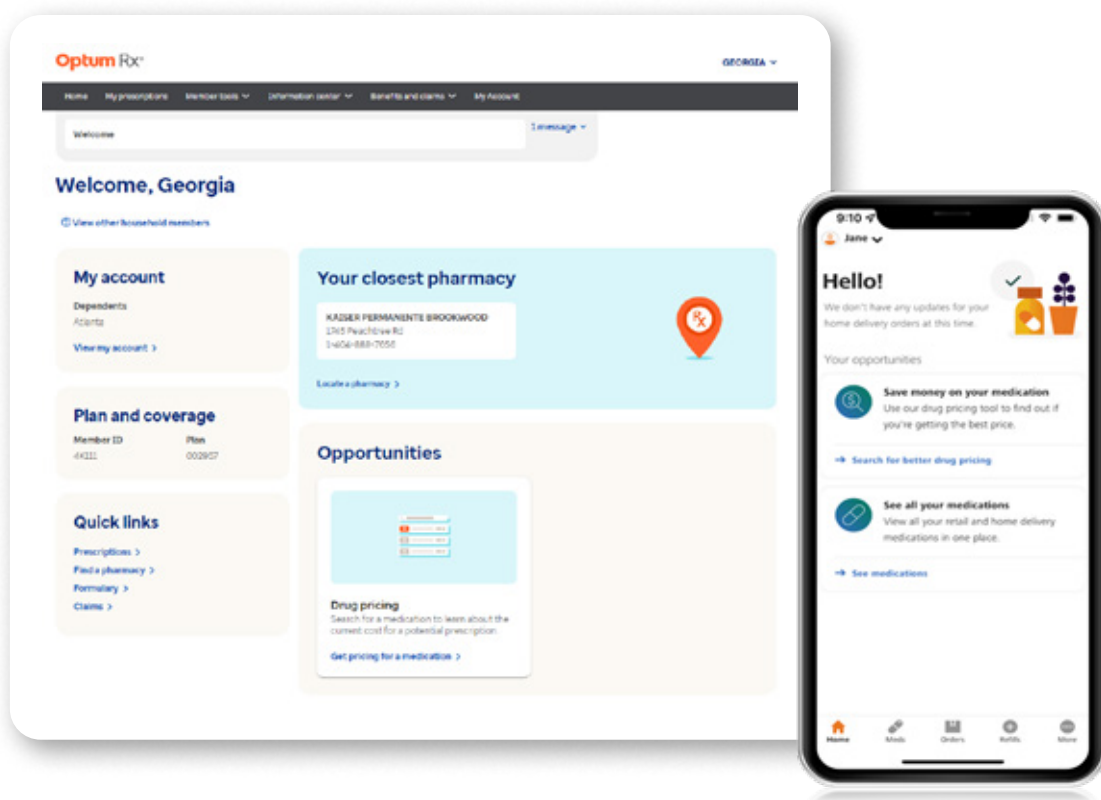 Optum Rx®
GEORGIA
Home My prescriptions Member tools Information center Benefits and claims My Account
Welcome
1 message
Welcome, Georgia
View other household members
My account
Dependents
Atlanta
View my account >
Your closest pharmacy
KAISER PERMANENTE BROOKWOOD
1745 Peachtree Rd
Locate a pharmacy >
Plan and coverage
Member ID Plan
Quick links
Prescriptions >
Find a pharmacy >
Formulary >
Claims >
Opportunities
Drug pricing
Search for a medication to learn about the
current cost for a potential prescription.
Get pricing for a medication >
9:10
Jane
Hello!
We don't have any updates for your
home delivery orders at this time.
Your opportunities
Save money on your medication
Use our drug pricing tool to find out if
you're getting the best price.
→ Search for better drug pricing
See all your medications
View all your retail and home delivery
medications in one place.
→ See medications
Home Meds Orders Refills More